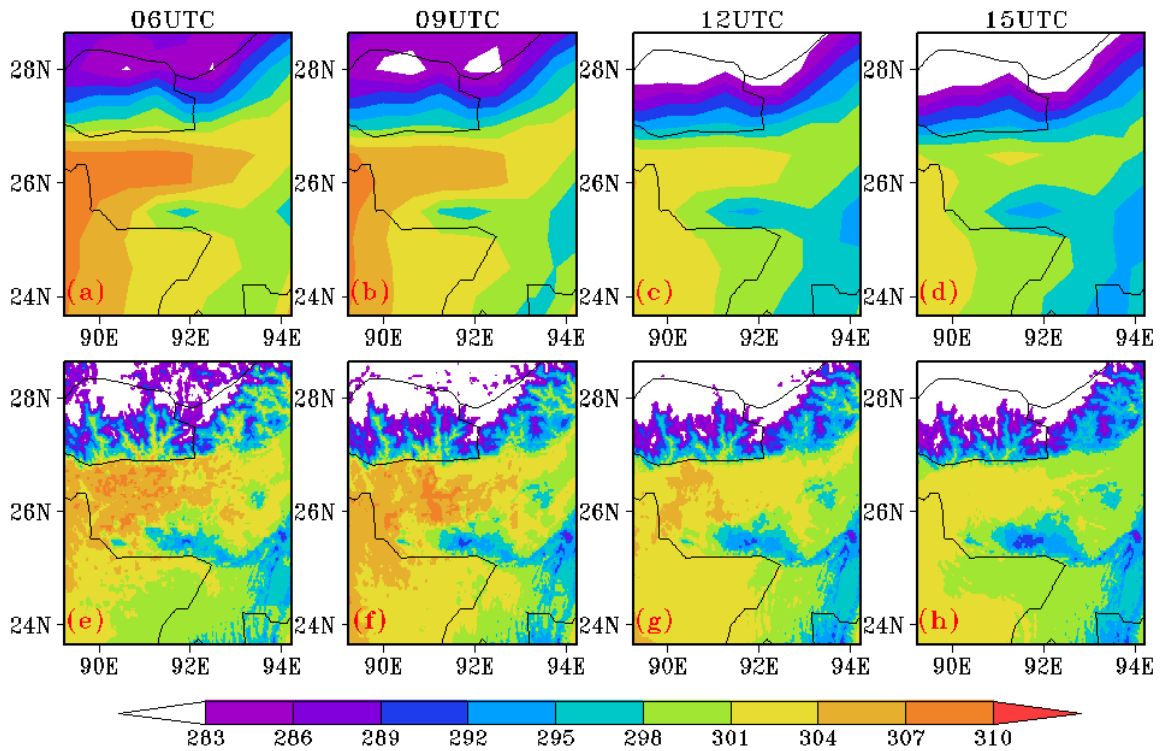 06UTC 09UTC 12UTC 15UTC
28N 28N 28N 28N
26N 26N 26N 26N
(a) (b) (c) (d)
24N 24N 24N 24N
90E 92E 94E 90E 92E 94E 90E 92E 94E 90E 92E 94E
28N 28N 28N 28N
26N 26N 26N 26N
(e) (f) (g) (h)
24N 24N 24N 24N
90E 92E 94E 90E 92E 94E 90E 92E 94E 90E 92E 94E
283 286 289 292 295 298 301 304 307 310